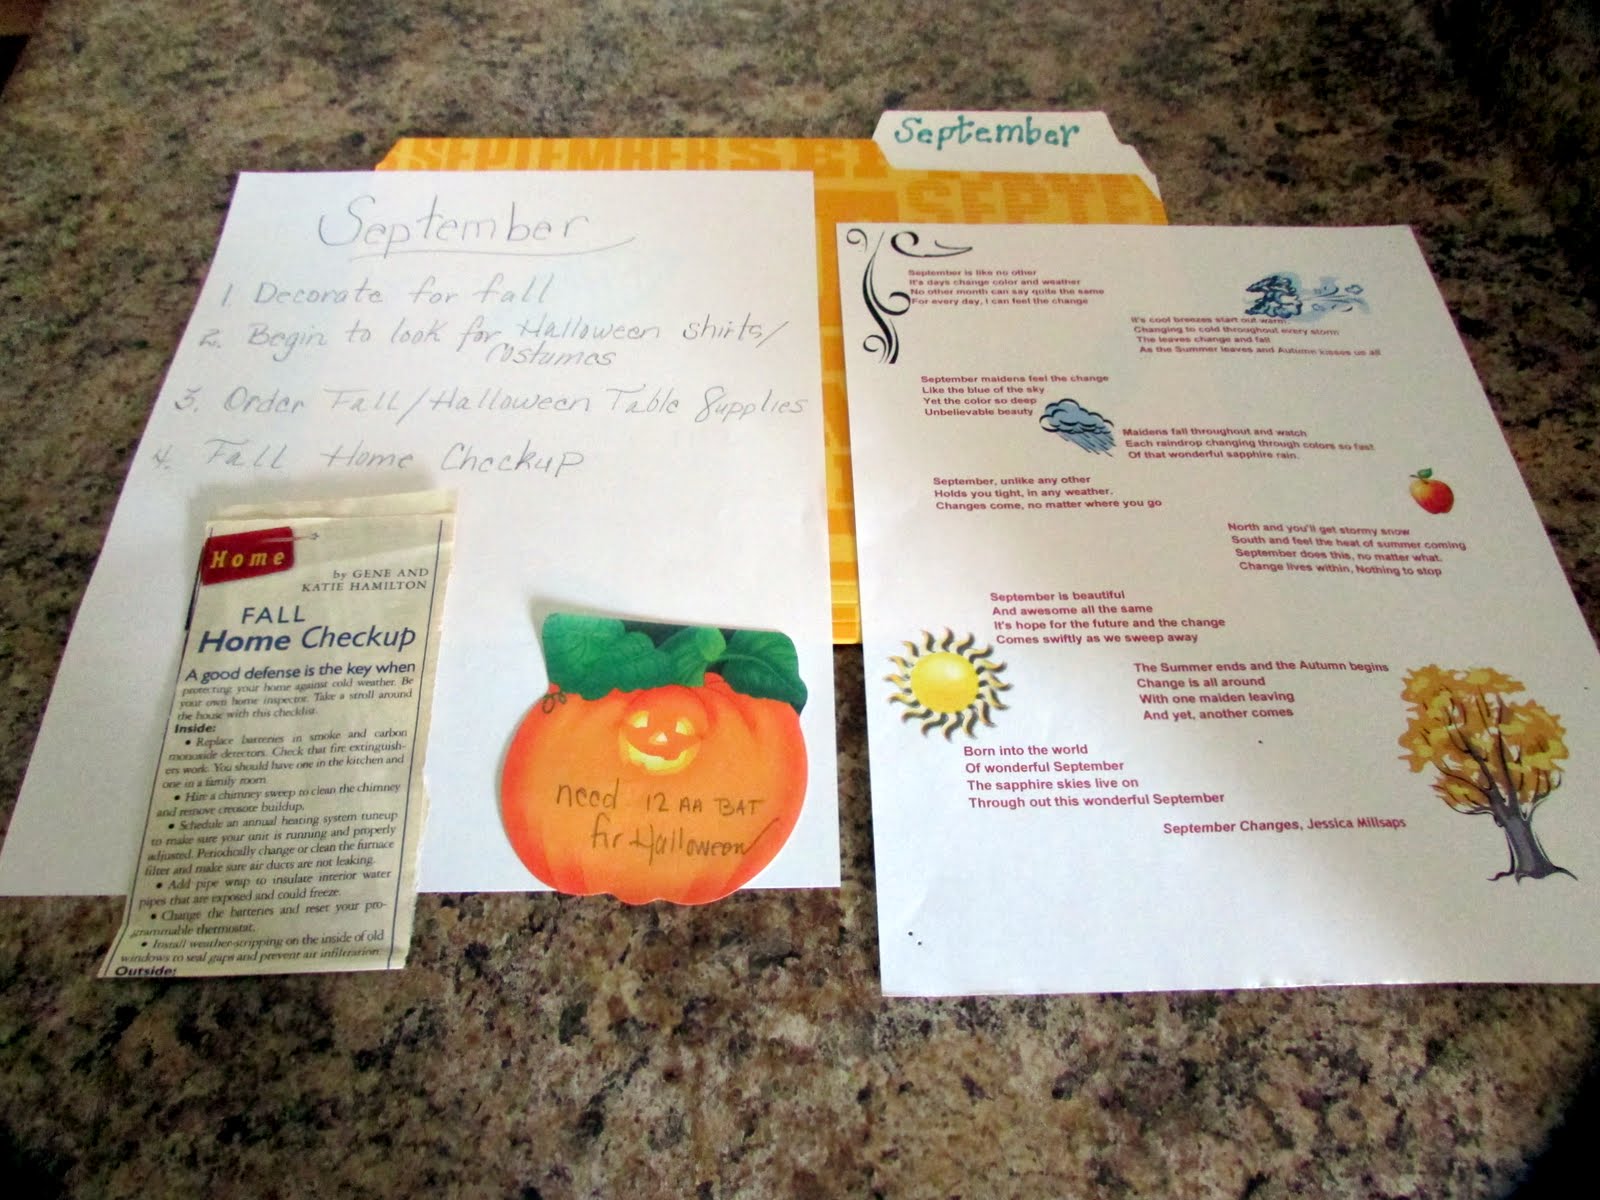 September
SEPTEMBER SE
SEPTE
September
1. Decorate for fall
2. Begin to look for Halloween shirts/
Costumes
3. Order Fall/Halloween Table Supplies
4. Fall Home Checkup
Home
by GENE AND
KATIE HAMILTON
FALL
Home Checkup
A good defense is the key when
protecting your home against cold weather. Be
your own home inspector. Take a stroll around
the house with this checklist.
Inside:
• Replace batteries in smoke and carbon
monoxide detectors. Check that fire extinguish-
ers work. You should have one in the kitchen and
one in a family room.
• Hire a chimney sweep to clean the chimney
and remove creosote buildup.
• Schedule an annual heating system tuneup
to make sure your unit is running and properly
adjusted. Periodically change or clean the furnace
filter and make sure air ducts are not leaking.
• Add pipe wrap to insulate interior water
pipes that are exposed and could freeze.
• Change the batteries and reset your pro-
grammable thermostat.
• Install weather-stripping on the inside of old
windows to seal gaps and prevent air infiltration.
Outside:
need 12 AA BAT
for Halloween
September is like no other
It's days change color and weather
No other month can say quite the same
For every day, I can feel the change
It's cool breezes start out warm
Changing to cold throughout every storm
The leaves change and fall
As the Summer leaves and Autumn kisses us all
September maidens feel the change
Like the blue of the sky
Yet the color so deep
Unbelievable beauty
Maidens fall throughout and watch
Each raindrop changing through colors so fast
Of that wonderful sapphire rain.
September, unlike any other
Holds you tight, in any weather.
Changes come, no matter where you go
North and you'll get stormy snow
South and feel the heat of summer coming
September does this, no matter what.
Change lives within, Nothing to stop
September is beautiful
And awesome all the same
It's hope for the future and the change
Comes swiftly as we sweep away
The Summer ends and the Autumn begins
Change is all around
With one maiden leaving
And yet, another comes
Born into the world
Of wonderful September
The sapphire skies live on
Through out this wonderful September
September Changes, Jessica Millsaps